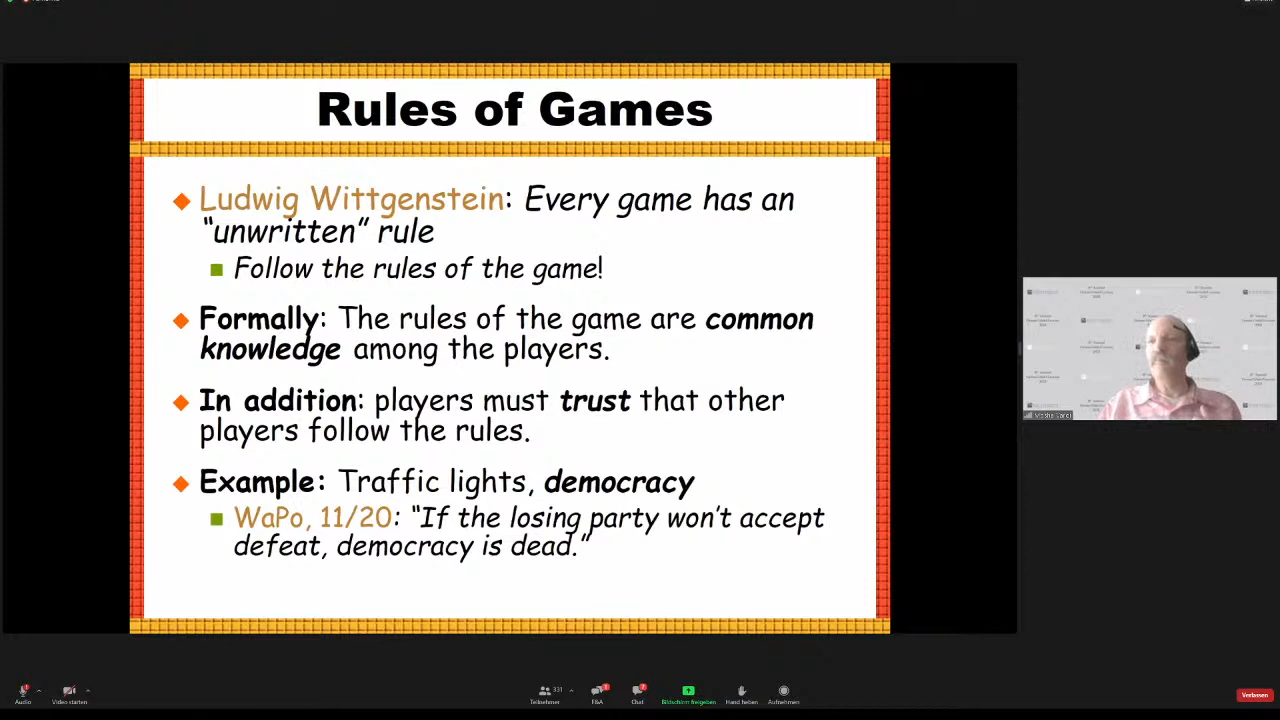 Rules of Games
Ludwig Wittgenstein: Every game has an
“unwritten” rule
Follow the rules of the game!
Formally: The rules of the game are common
knowledge among the players.
In addition: players must trust that other
players follow the rules.
Example: Traffic lights, democracy
WaPo, 11/20: “If the losing party won’t accept
defeat, democracy is dead.”
Audio
Video starten
331
Teilnehmer
F&A
Chat
Bildschirm freigeben
Hand heben
Aufnehmen
Verlassen